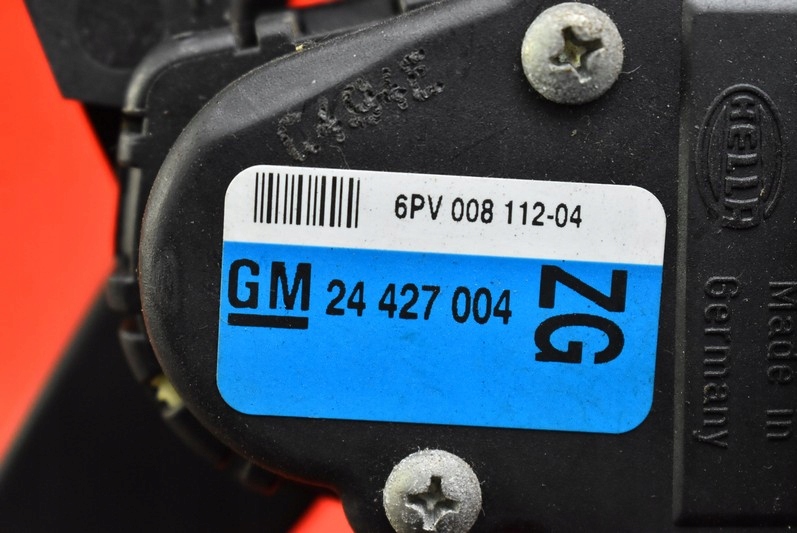 6PV 008 112-04
GM 24 427 004
ZG
HELLA
Made in
Germany